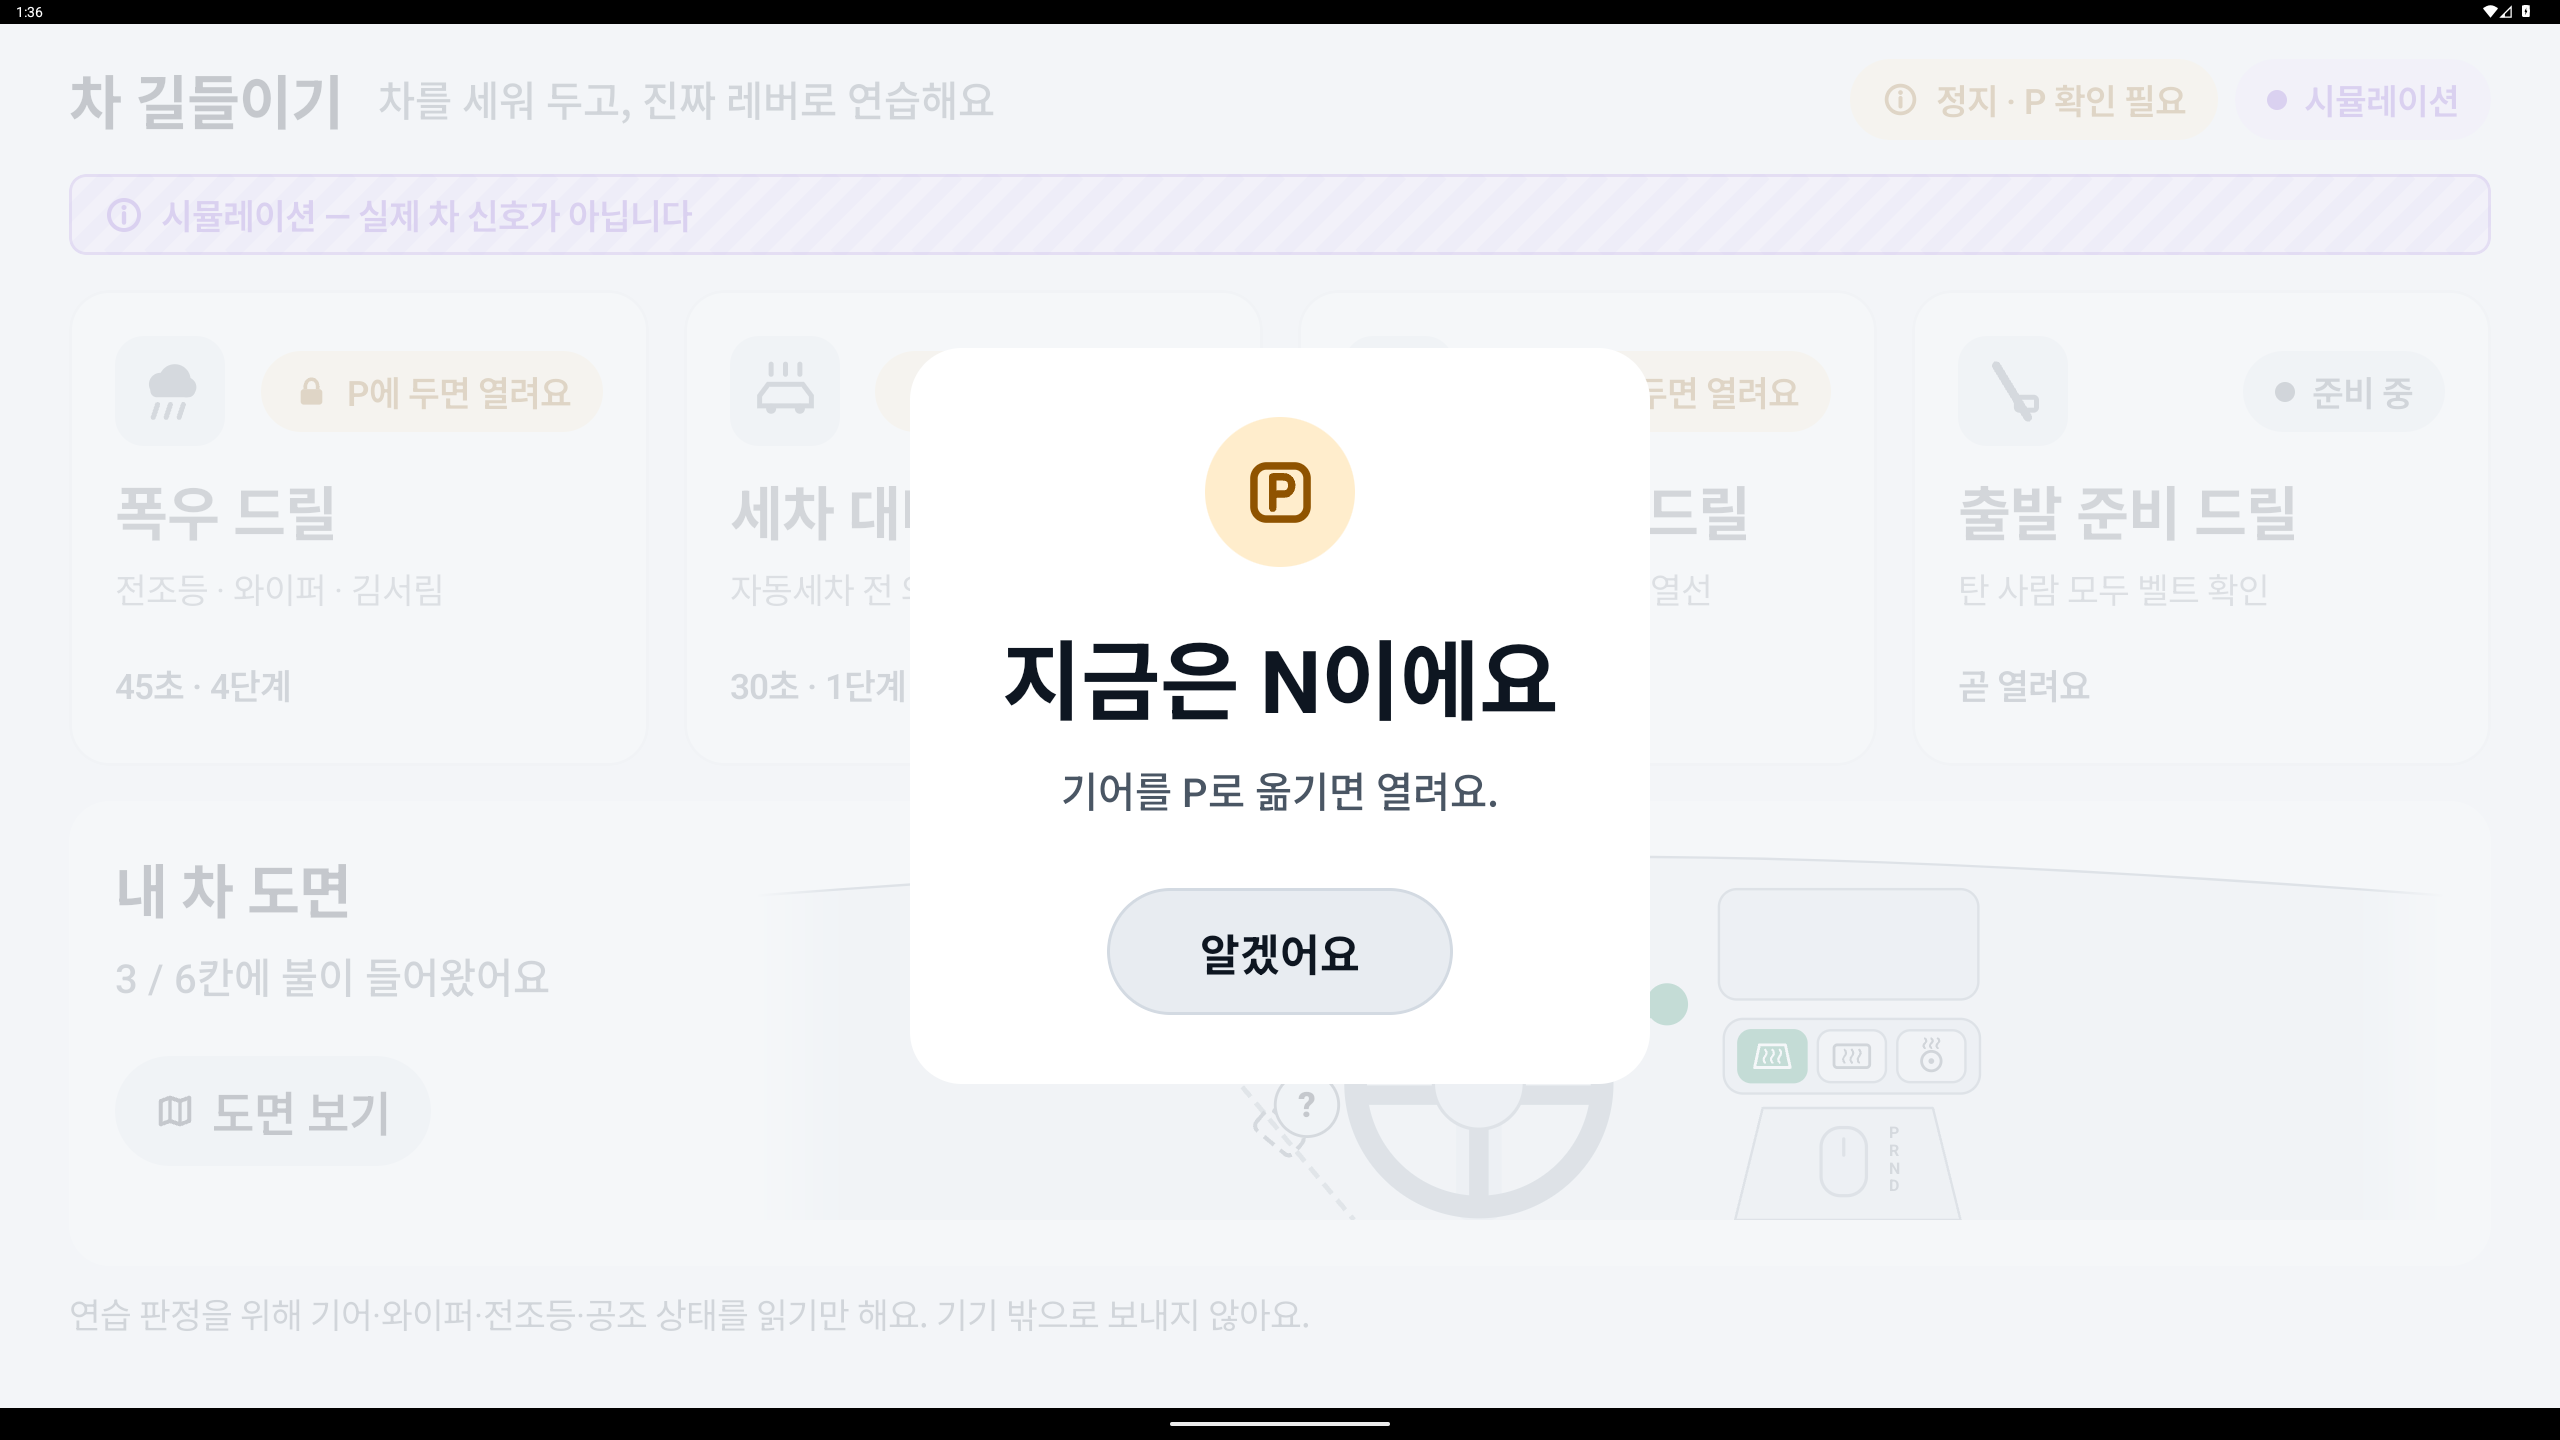 1:36
차 길들이기
차를 세워 두고, 진짜 레버로 연습해요
정지 · P 확인 필요
시뮬레이션
시뮬레이션 — 실제 차 신호가 아닙니다
P에 두면 열려요
두면 열려요
준비 중
폭우 드릴
세차 대
드릴
출발 준비 드릴
전조등 · 와이퍼 · 김서림
자동세차 전
열선
탄 사람 모두 벨트 확인
45초 · 4단계
30초 · 1단계
곧 열려요
P
지금은 N이에요
기어를 P로 옮기면 열려요.
알겠어요
내 차 도면
3 / 6칸에 불이 들어왔어요
도면 보기
?
P
R
N
D
연습 판정을 위해 기어·와이퍼·전조등·공조 상태를 읽기만 해요. 기기 밖으로 보내지 않아요.